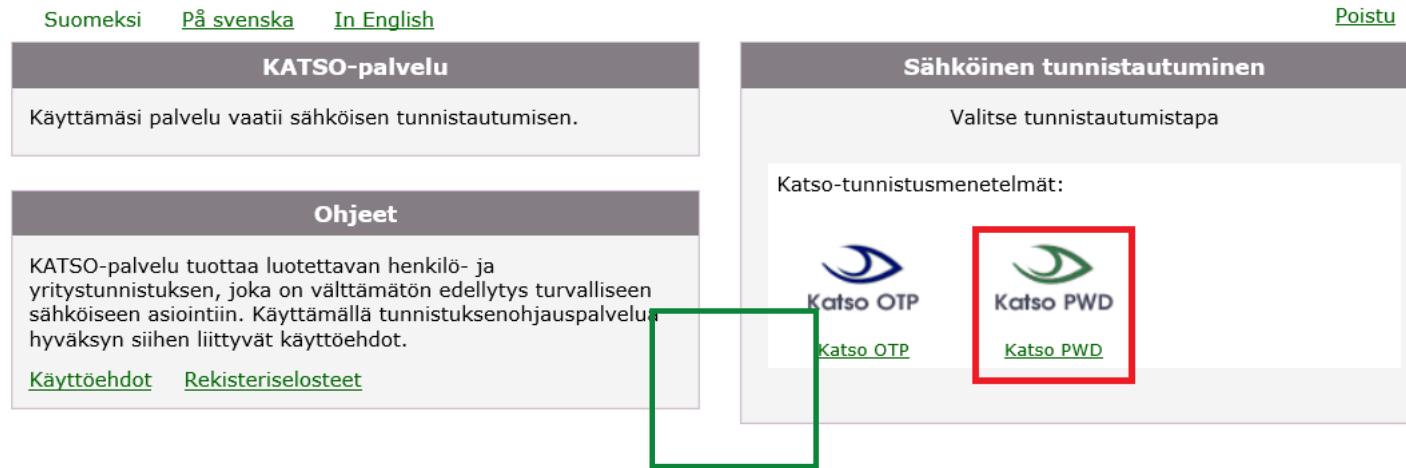 Suomeksi På svenska In English
Poistu
KATSO-palvelu
Käyttämäsi palvelu vaatii sähköisen tunnistautumisen.
Ohjeet
KATSO-palvelu tuottaa luotettavan henkilö- ja
yritystunnistuksen, joka on välttämätön edellytys turvalliseen
sähköiseen asiointiin. Käyttämällä tunnistuksenohjauspalvelua
hyväksyn siihen liittyvät käyttöehdot.
Käyttöehdot Rekisteriselosteet
Sähköinen tunnistautuminen
Valitse tunnistautumistapa
Katso-tunnistusmenetelmät:
Katso OTP Katso PWD
Katso OTP Katso PWD